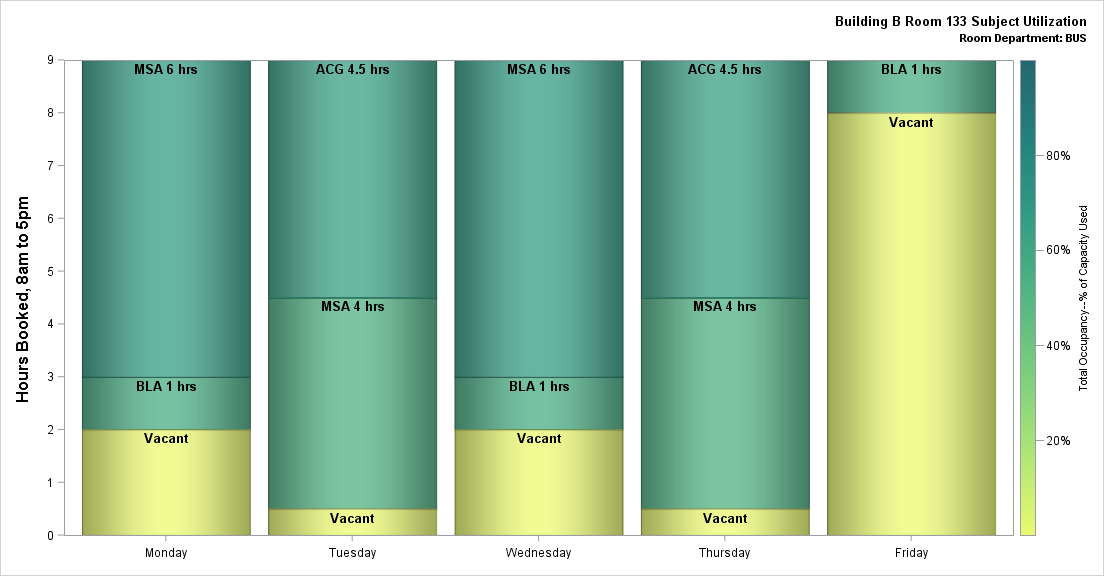 Building B Room 133 Subject Utilization
Room Department: BUS
Hours Booked, 8am to 5pm
9
8
7
6
5
4
3
2
1
0
MSA 6 hrs
BLA 1 hrs
Vacant
ACG 4.5 hrs
MSA 4 hrs
Vacant
MSA 6 hrs
BLA 1 hrs
Vacant
ACG 4.5 hrs
MSA 4 hrs
Vacant
BLA 1 hrs
Vacant
Monday
Tuesday
Wednesday
Thursday
Friday
80%
60%
40%
20%
Total Occupancy--% of Capacity Used